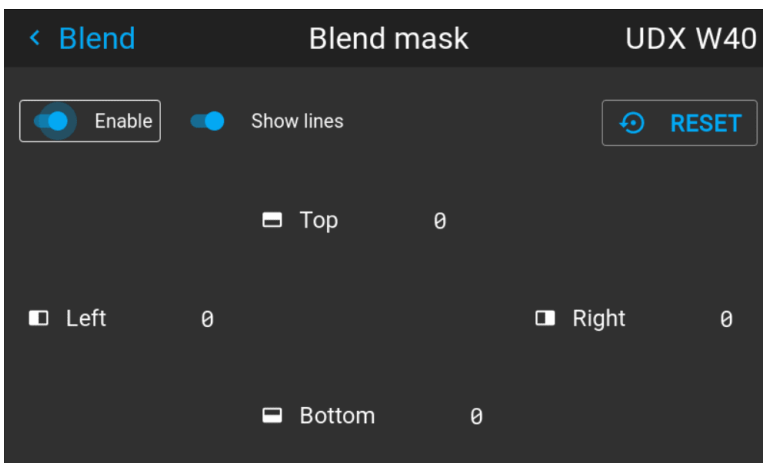 Blend Blend mask UDX W40
Enable Show lines RESET
Top 0
Left 0 Right 0
Bottom 0